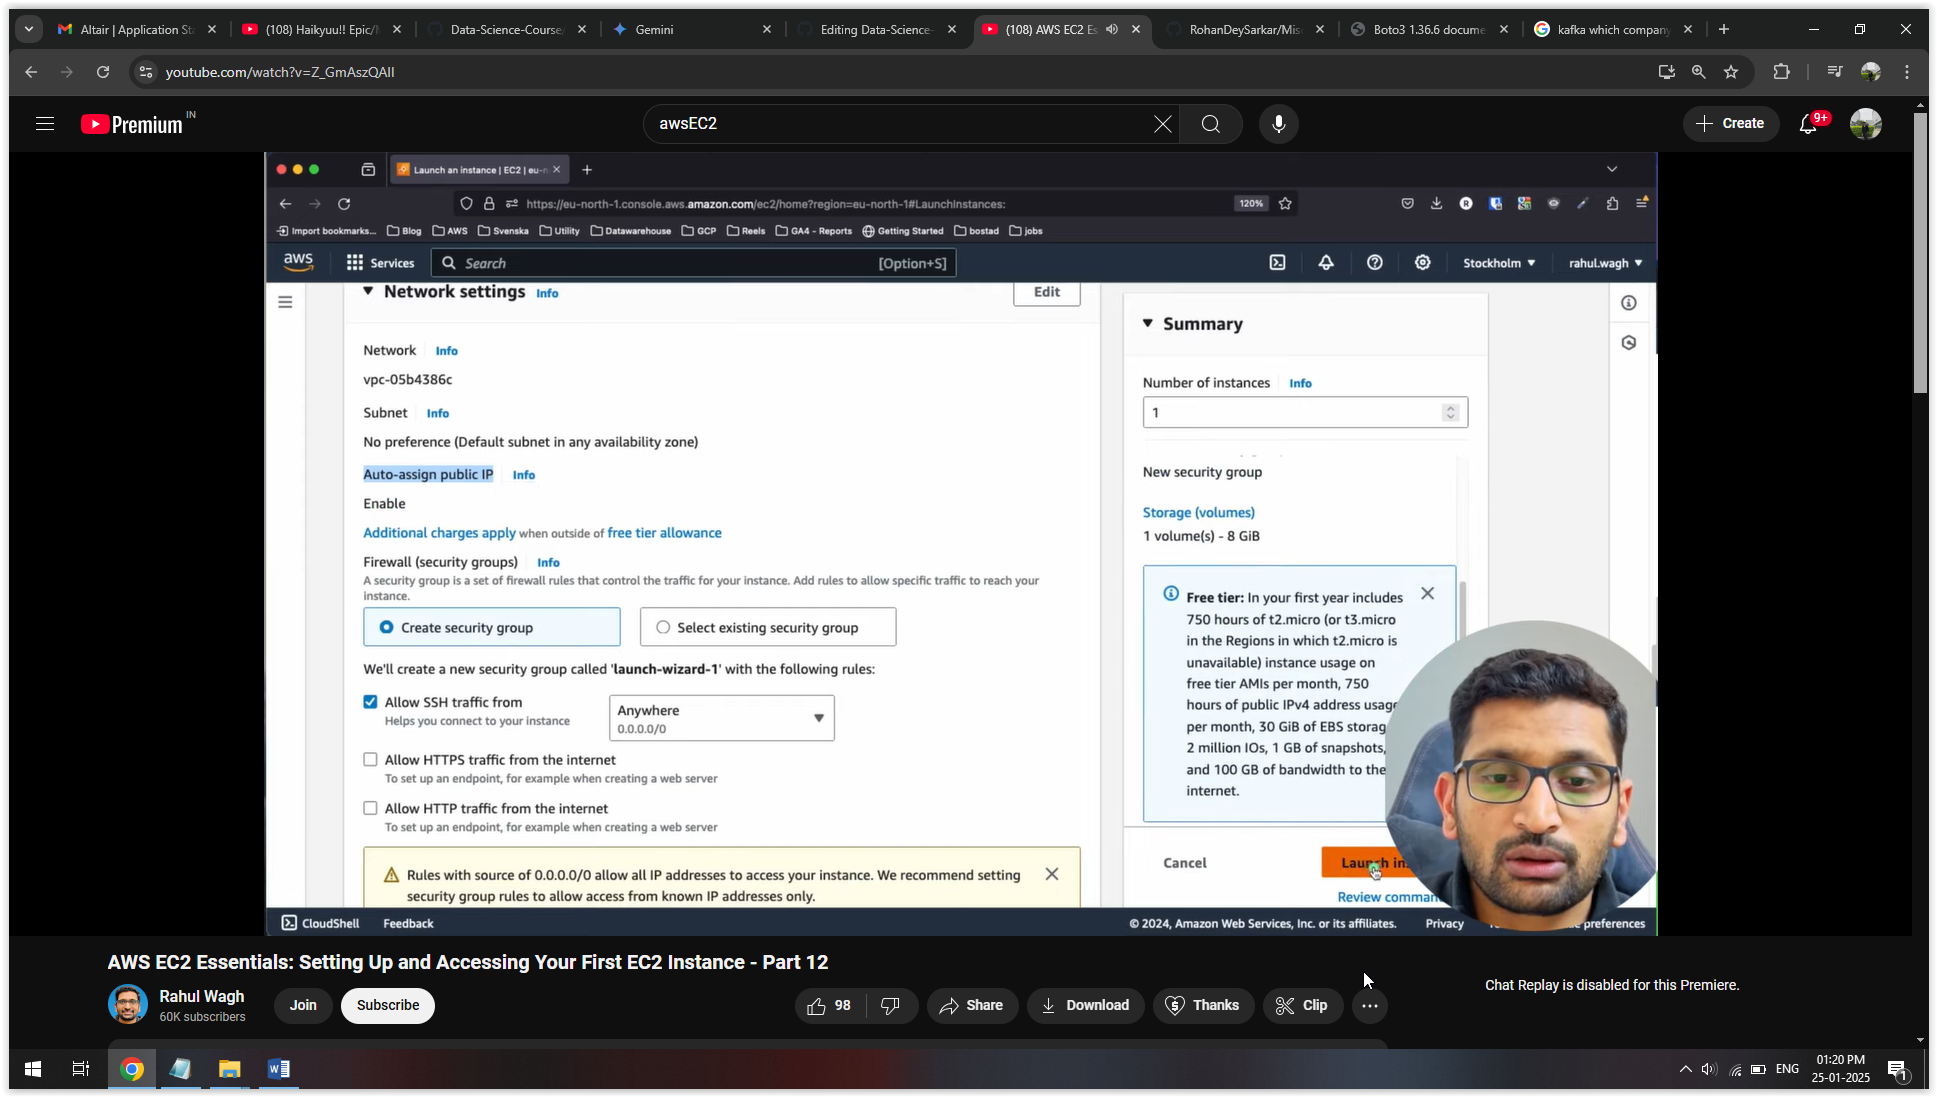 Altair | Application Sta
(108) Haikyuu!! Epic/M
Data-Science-Course/
Gemini
Editing Data-Science-
(108) AWS EC2 Es
RohanDeySarkar/Mis
Boto3 1.36.6 docume
kafka which company
youtube.com/watch?v=Z_GmAszQAII
Premium IN
awsEC2
Create
9+
Launch an instance | EC2 | eu-n
https://eu-north-1.console.aws.amazon.com/ec2/home?region=eu-north-1#LaunchInstances:
120%
Import bookmarks... Blog AWS Svenska Utility Datawarehouse GCP Reels GA4 - Reports Getting Started bostad jobs
aws Services Search [Option+S] Stockholm rahul.wagh
Network settings Info
Edit
Network Info
vpc-05b4386c
Subnet Info
No preference (Default subnet in any availability zone)
Auto-assign public IP Info
Enable
Additional charges apply when outside of free tier allowance
Firewall (security groups) Info
A security group is a set of firewall rules that control the traffic for your instance. Add rules to allow specific traffic to reach your
instance.
Create security group
Select existing security group
We'll create a new security group called 'launch-wizard-1' with the following rules:
Allow SSH traffic from
Helps you connect to your instance
Anywhere
0.0.0.0/0
Allow HTTPS traffic from the internet
To set up an endpoint, for example when creating a web server
Allow HTTP traffic from the internet
To set up an endpoint, for example when creating a web server
Rules with source of 0.0.0.0/0 allow all IP addresses to access your instance. We recommend setting
security group rules to allow access from known IP addresses only.
Summary
Number of instances Info
1
New security group
Storage (volumes)
1 volume(s) - 8 GiB
Free tier: In your first year includes
750 hours of t2.micro (or t3.micro
in the Regions in which t2.micro is
unavailable) instance usage on
free tier AMIs per month, 750
hours of public IPv4 address usage
per month, 30 GiB of EBS storag
2 million IOs, 1 GB of snapshots,
and 100 GB of bandwidth to the
internet.
Cancel
Launch in
Review comman
CloudShell Feedback
© 2024, Amazon Web Services, Inc. or its affiliates. Privacy preferences
AWS EC2 Essentials: Setting Up and Accessing Your First EC2 Instance - Part 12
Rahul Wagh
60K subscribers
Join
Subscribe
98
Share
Download
Thanks
Clip
Chat Replay is disabled for this Premiere.
ENG
01:20 PM
25-01-2025
1